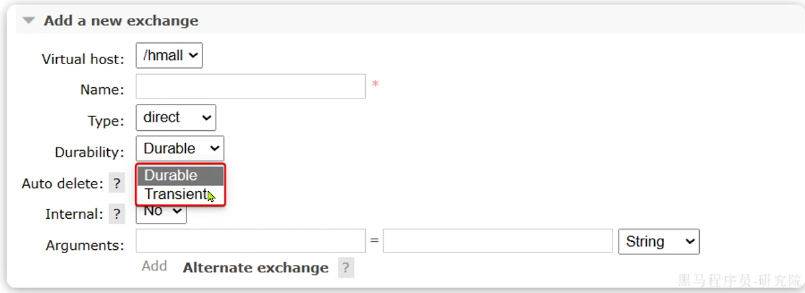 Add a new exchange
Virtual host: /hmall
Name: *
Type: direct
Durability: Durable
Durable
Auto delete: ?
Transient
Internal: ? No
Arguments: = String
Add Alternate exchange ?
黑马程序员-研究院